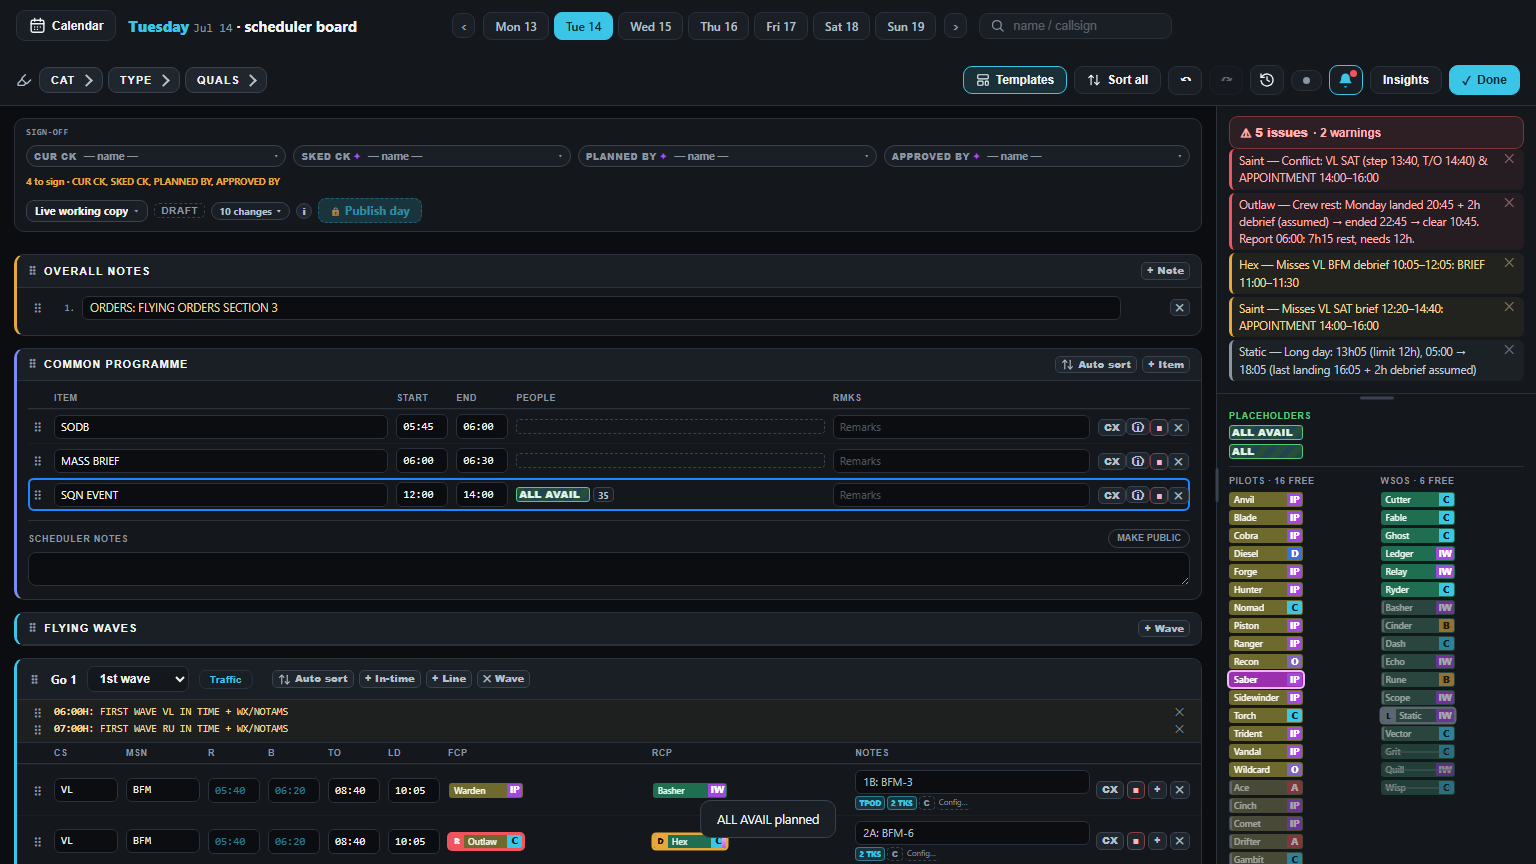 Calendar
Tuesday Jul 14 · scheduler board
‹ Mon 13 Tue 14 Wed 15 Thu 16 Fri 17 Sat 18 Sun 19 ›
name / callsign
CAT TYPE QUALS
Templates Sort all Insights ✓ Done
SIGN-OFF
CUR CK — name — SKED CK ✦ — name — PLANNED BY ✦ — name — APPROVED BY ✦ — name —
4 to sign · CUR CK, SKED CK, PLANNED BY, APPROVED BY
Live working copy DRAFT 10 changes i Publish day
OVERALL NOTES + Note
1. ORDERS: FLYING ORDERS SECTION 3
COMMON PROGRAMME Auto sort + Item
ITEM START END PEOPLE RMKS
SODB 05:45 06:00 Remarks CX
MASS BRIEF 06:00 06:30 Remarks CX
SQN EVENT 12:00 14:00 ALL AVAIL 35 Remarks CX
SCHEDULER NOTES MAKE PUBLIC
FLYING WAVES + Wave
Go 1 1st wave Traffic Auto sort + In-time + Line ✕ Wave
06:00H: FIRST WAVE VL IN TIME + WX/NOTAMS
07:00H: FIRST WAVE RU IN TIME + WX/NOTAMS
CS MSN R B TO LD FCP RCP NOTES
VL BFM 05:40 06:20 08:40 10:05 Warden IP Basher IW 1B: BFM-3 CX
TPOD 2 TKS C Config...
VL BFM 05:40 06:20 08:40 10:05 R Outlaw C D Hex C 2A: BFM-6 CX
2 TKS C Config...
ALL AVAIL planned
⚠ 5 issues · 2 warnings
Saint — Conflict: VL SAT (step 13:40, T/O 14:40) &
APPOINTMENT 14:00–16:00
Outlaw — Crew rest: Monday landed 20:45 + 2h
debrief (assumed) → ended 22:45 → clear 10:45.
Report 06:00: 7h15 rest, needs 12h.
Hex — Misses VL BFM debrief 10:05–12:05: BRIEF
11:00–11:30
Saint — Misses VL SAT brief 12:20–14:40:
APPOINTMENT 14:00–16:00
Static — Long day: 13h05 (limit 12h), 05:00 →
18:05 (last landing 16:05 + 2h debrief assumed)
PLACEHOLDERS
ALL AVAIL
ALL
PILOTS · 16 FREE
Anvil IP
Blade IP
Cobra IP
Diesel D
Forge IP
Hunter IP
Nomad C
Piston IP
Ranger IP
Recon O
Saber IP
Sidewinder IP
Torch C
Trident IP
Vandal IP
Wildcard O
Ace A
Cinch IP
Comet IP
Drifter A
Gambit C
WSOS · 6 FREE
Cutter C
Fable C
Ghost C
Ledger IW
Relay IW
Ryder C
Basher IW
Cinder B
Dash C
Echo IW
Rune B
Scope IW
L Static IW
Vector C
Grit C
Quill IW
Wisp C